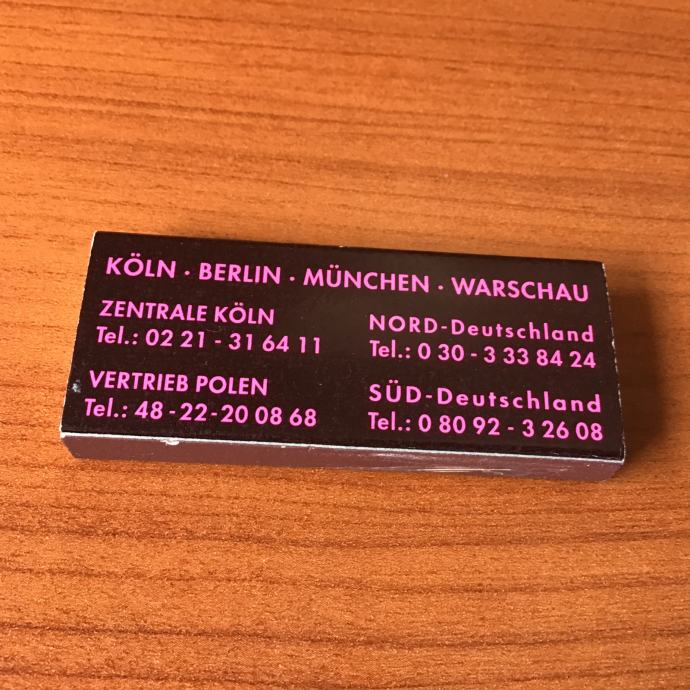 KÖLN · BERLIN · MÜNCHEN · WARSCHAU
ZENTRALE KÖLN
Tel.: 02 21 - 31 64 11
VERTRIEB POLEN
Tel.: 48 - 22 - 20 08 68
NORD-Deutschland
Tel.: 0 30 - 3 33 84 24
SÜD-Deutschland
Tel.: 0 80 92 - 3 26 08